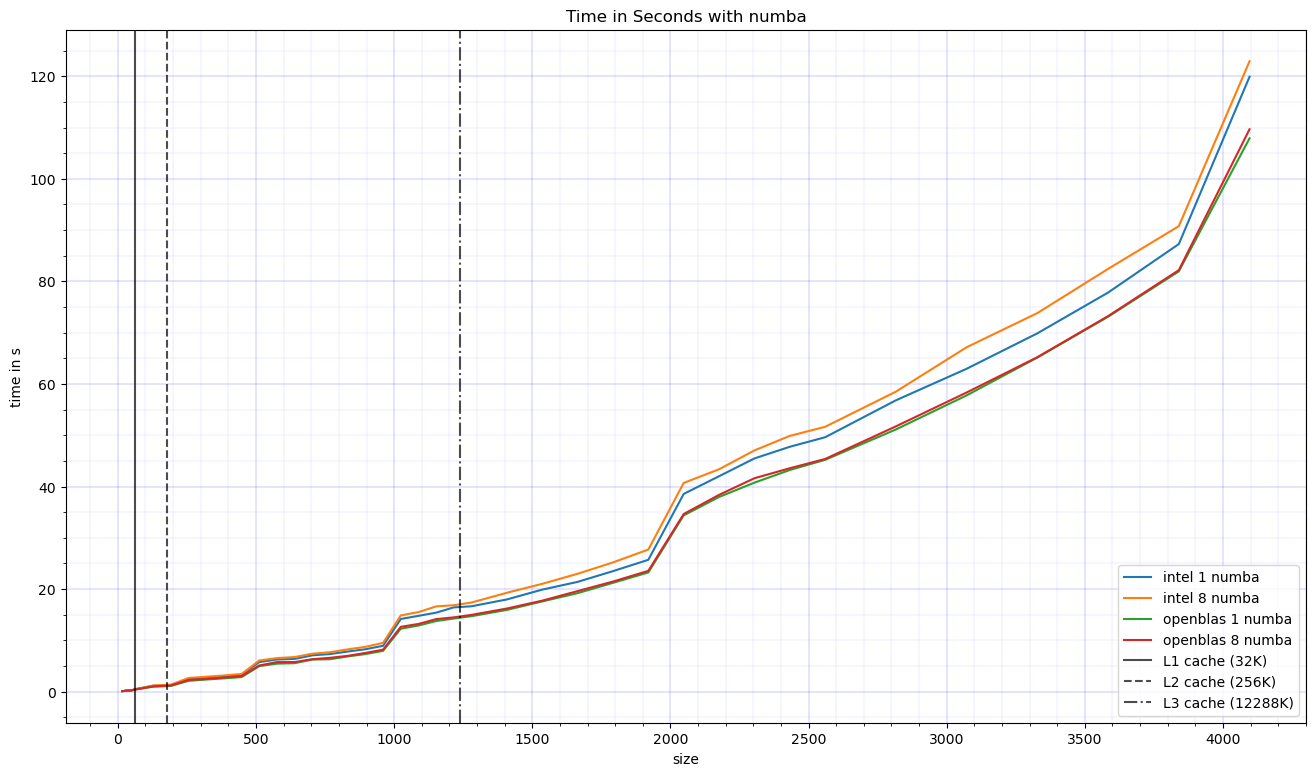 Time in Seconds with numba
120
100
80
60
40
20
0
time in s
0 500 1000 1500 2000 2500 3000 3500 4000
size
intel 1 numba
intel 8 numba
openblas 1 numba
openblas 8 numba
L1 cache (32K)
L2 cache (256K)
L3 cache (12288K)